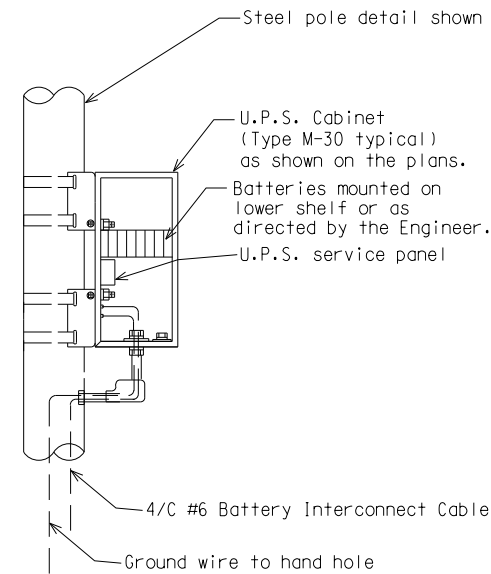 Steel pole detail shown
U.P.S. Cabinet
(Type M-30 typical)
as shown on the plans.
Batteries mounted on
lower shelf or as
directed by the Engineer.
U.P.S. service panel
4/C #6 Battery Interconnect Cable
Ground wire to hand hole